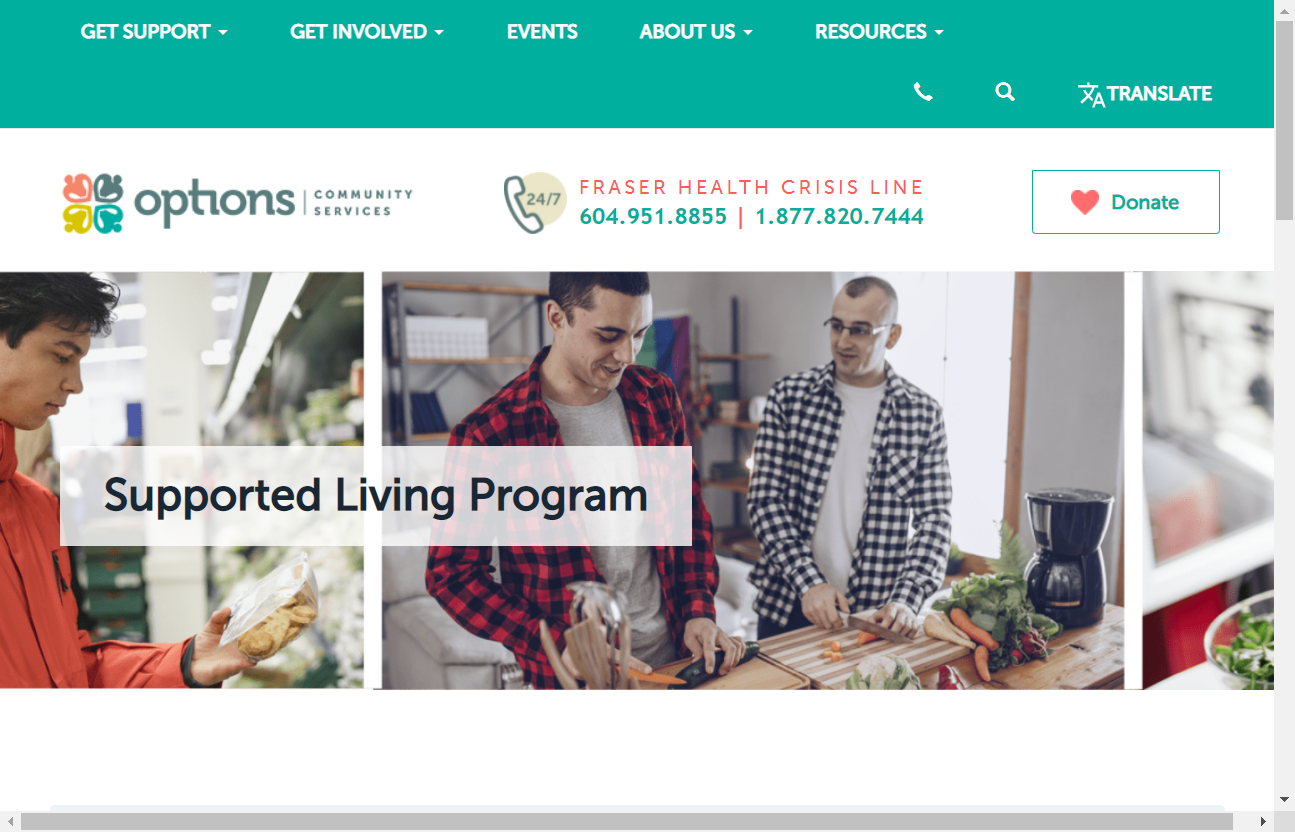 GET SUPPORT
GET INVOLVED
EVENTS
ABOUT US
RESOURCES
TRANSLATE
options | COMMUNITY SERVICES
24/7
FRASER HEALTH CRISIS LINE
604.951.8855 | 1.877.820.7444
Donate
Supported Living Program